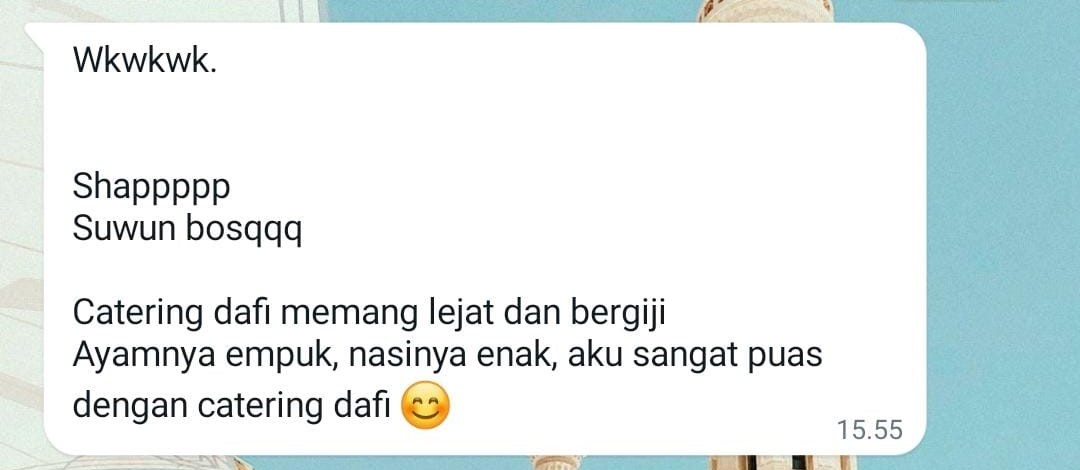 Wkwkwk.
Shappppp
Suwun bosqqq
Catering dafi memang lejat dan bergiji
Ayamnya empuk, nasinya enak, aku sangat puas
dengan catering dafi 😊
15.55